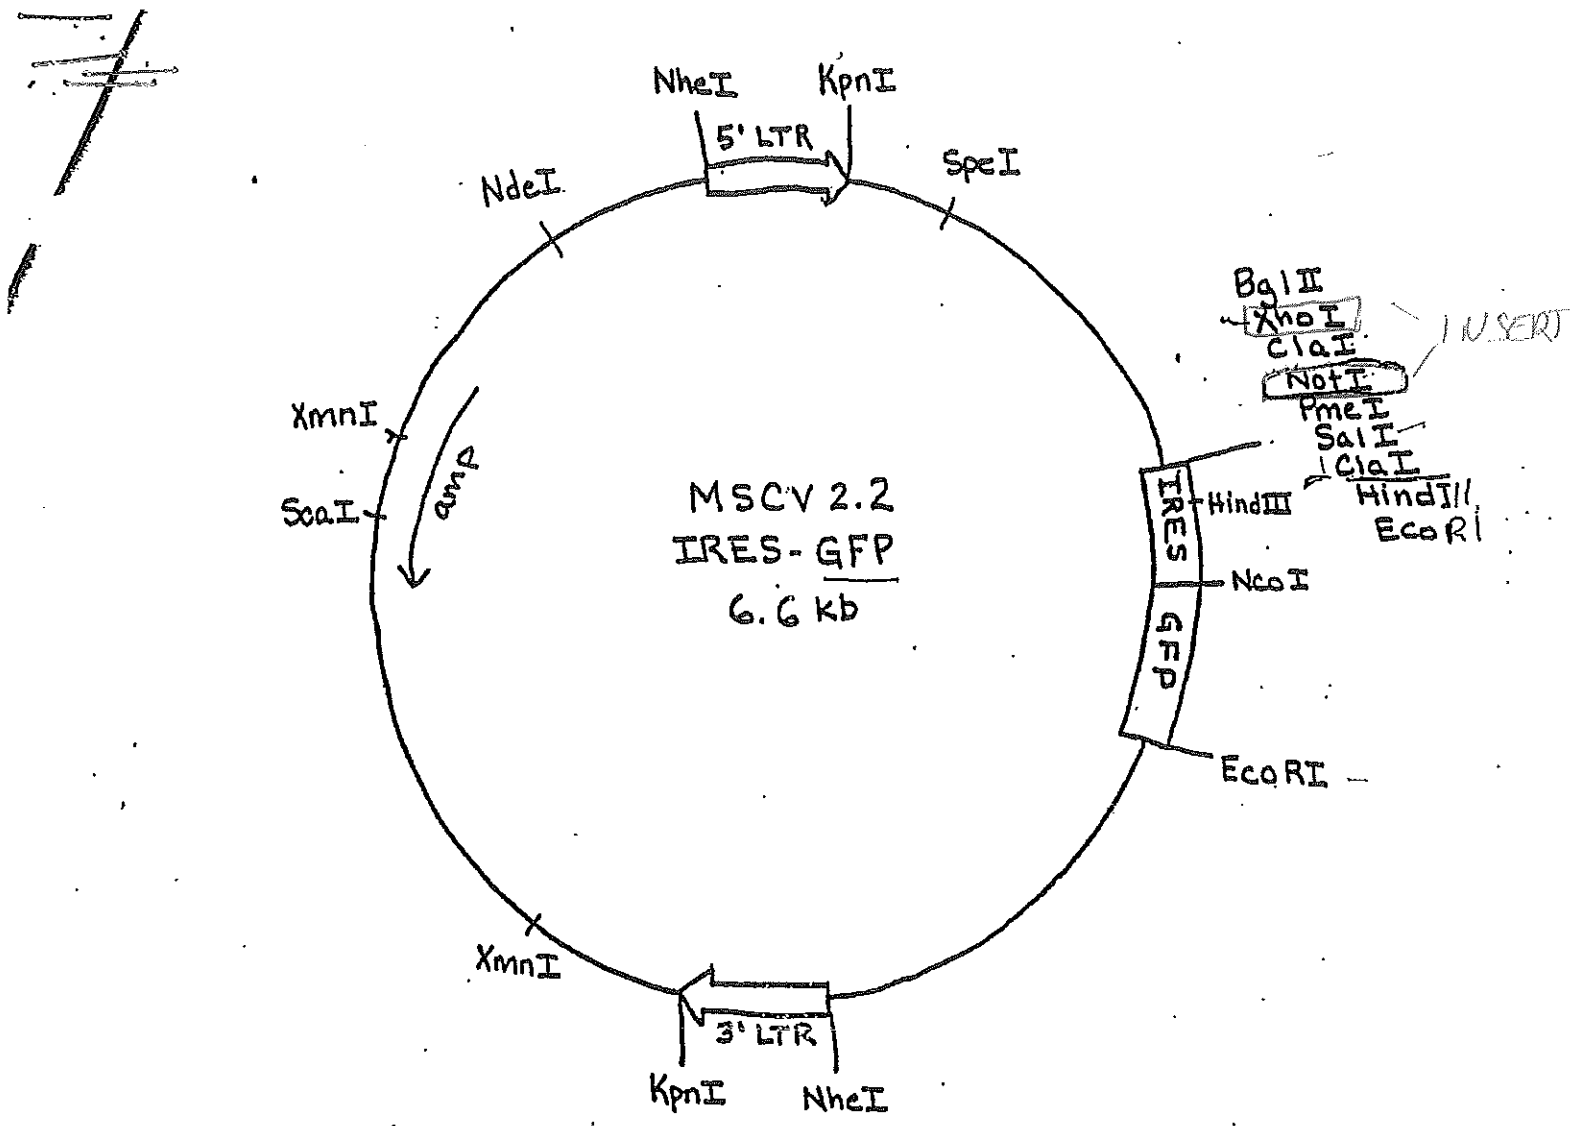 NheI
KpnI
5' LTR
SpeI
NdeI
BglII
XhoI
INSERT
ClaI
NotI
PmeI
XmnI
SalI
ClaI
amp
MSCV 2.2
IRES
HindIII
HindIII
ScaI
EcoRI
IRES-GFP
NcoI
6.6 kb
GFP
EcoRI
XmnI
3' LTR
KpnI
NheI